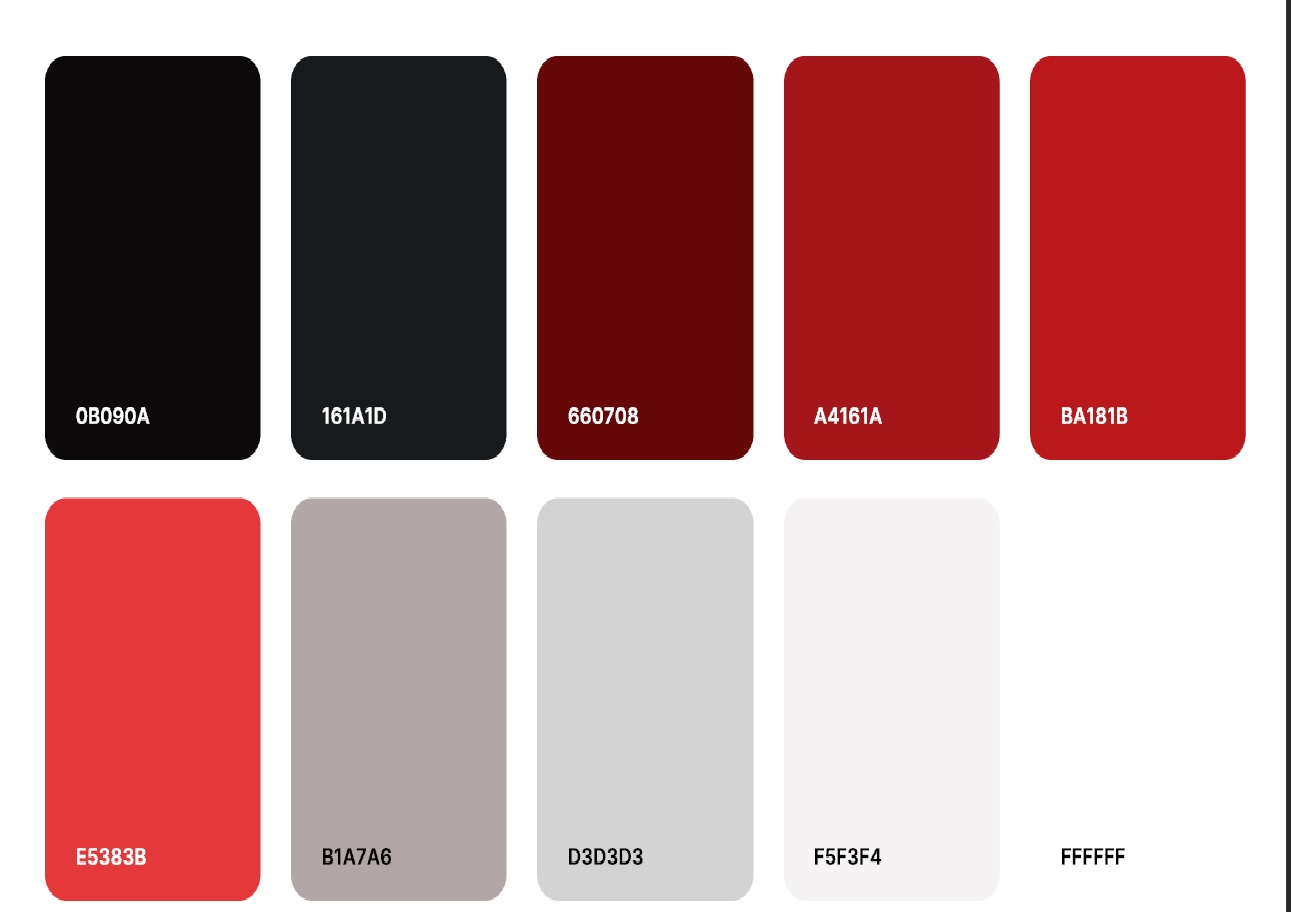 0B090A
161A1D
660708
A4161A
BA181B
E5383B
B1A7A6
D3D3D3
F5F3F4
FFFFFF